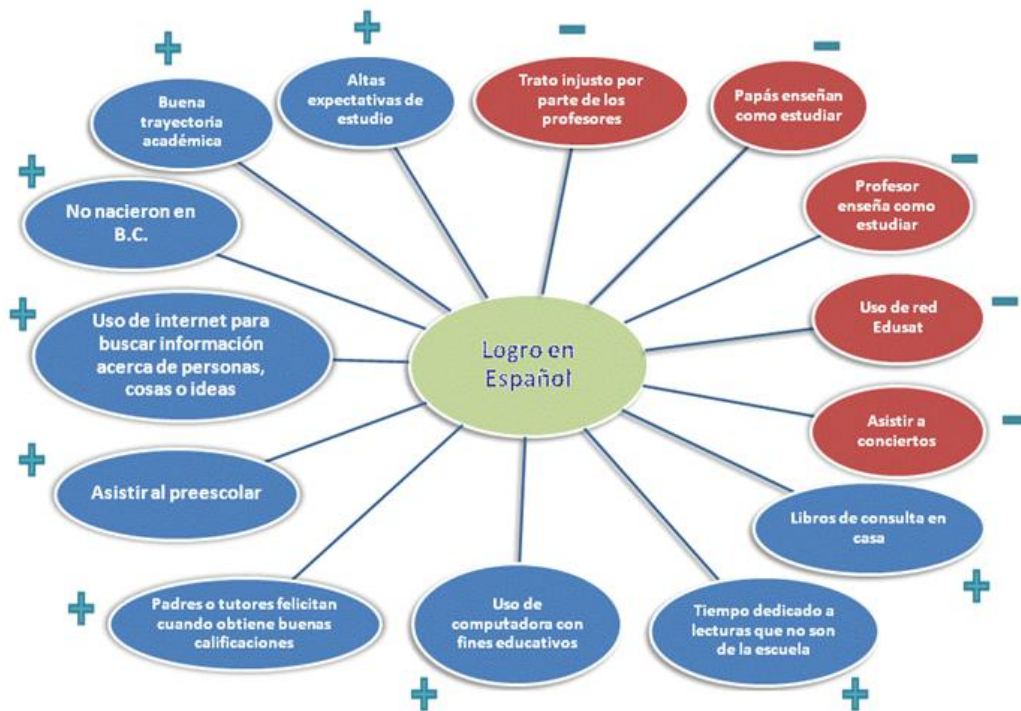 +
+
−
−
Buena
trayectoria
académica
Altas
expectativas de
estudio
Trato injusto por
parte de los
profesores
Papás enseñan
como estudiar
+
No nacieron en
B.C.
−
Profesor
enseña como
estudiar
+
Uso de internet para
buscar información
acerca de personas,
cosas o ideas
Logro en
Español
−
Uso de red
Edusat
+
Asistir al preescolar
−
Asistir a
conciertos
Libros de consulta en
casa
+
+
Padres o tutores felicitan
cuando obtiene buenas
calificaciones
Uso de
computadora con
fines educativos
+
Tiempo dedicado a
lecturas que no son
de la escuela
+